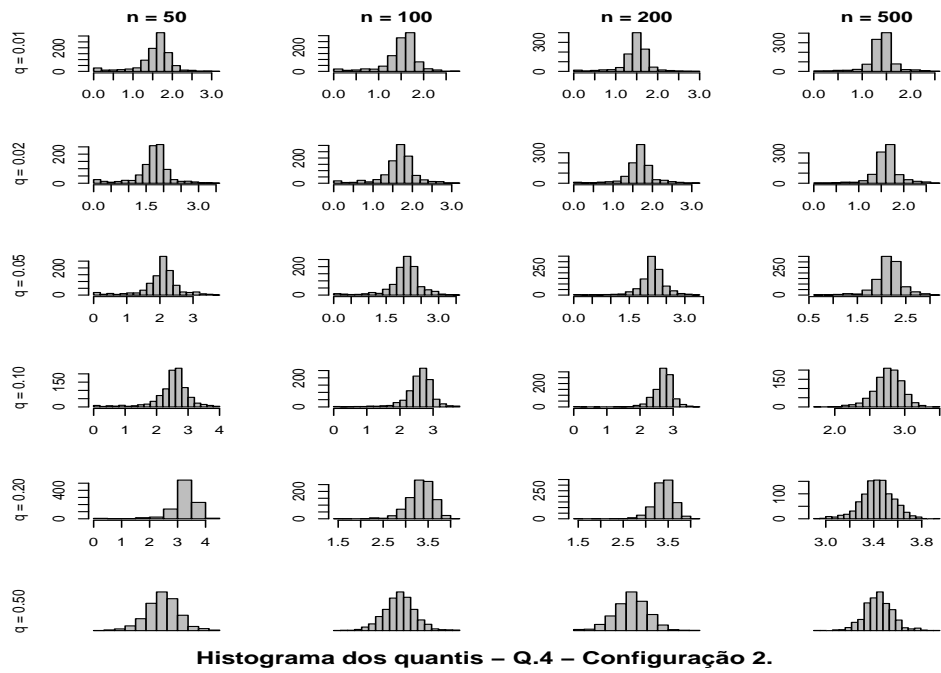 n = 50 n = 100 n = 200 n = 500
q = 0.01
0 200
0.0 1.0 2.0 3.0
0 200
0.0 1.0 2.0
0 300
0.0 1.0 2.0 3.0
0 300
0.0 1.0 2.0
q = 0.02
0 200
0.0 1.5 3.0
0 200
0.0 1.0 2.0 3.0
0 300
0.0 1.0 2.0 3.0
0 300
0.0 1.0 2.0
q = 0.05
0 200
0 1 2 3
0 200
0.0 1.5 3.0
0 250
0.0 1.5 3.0
0 250
0.5 1.5 2.5
q = 0.10
0 150
0 1 2 3 4
0 200
0 1 2 3
0 200
0 1 2 3
0 150
2.0 3.0
q = 0.20
0 400
0 1 2 3 4
0 200
1.5 2.5 3.5
0 250
1.5 2.5 3.5
0 100
3.0 3.4 3.8
q = 0.50
Histograma dos quantis – Q.4 – Configuração 2.